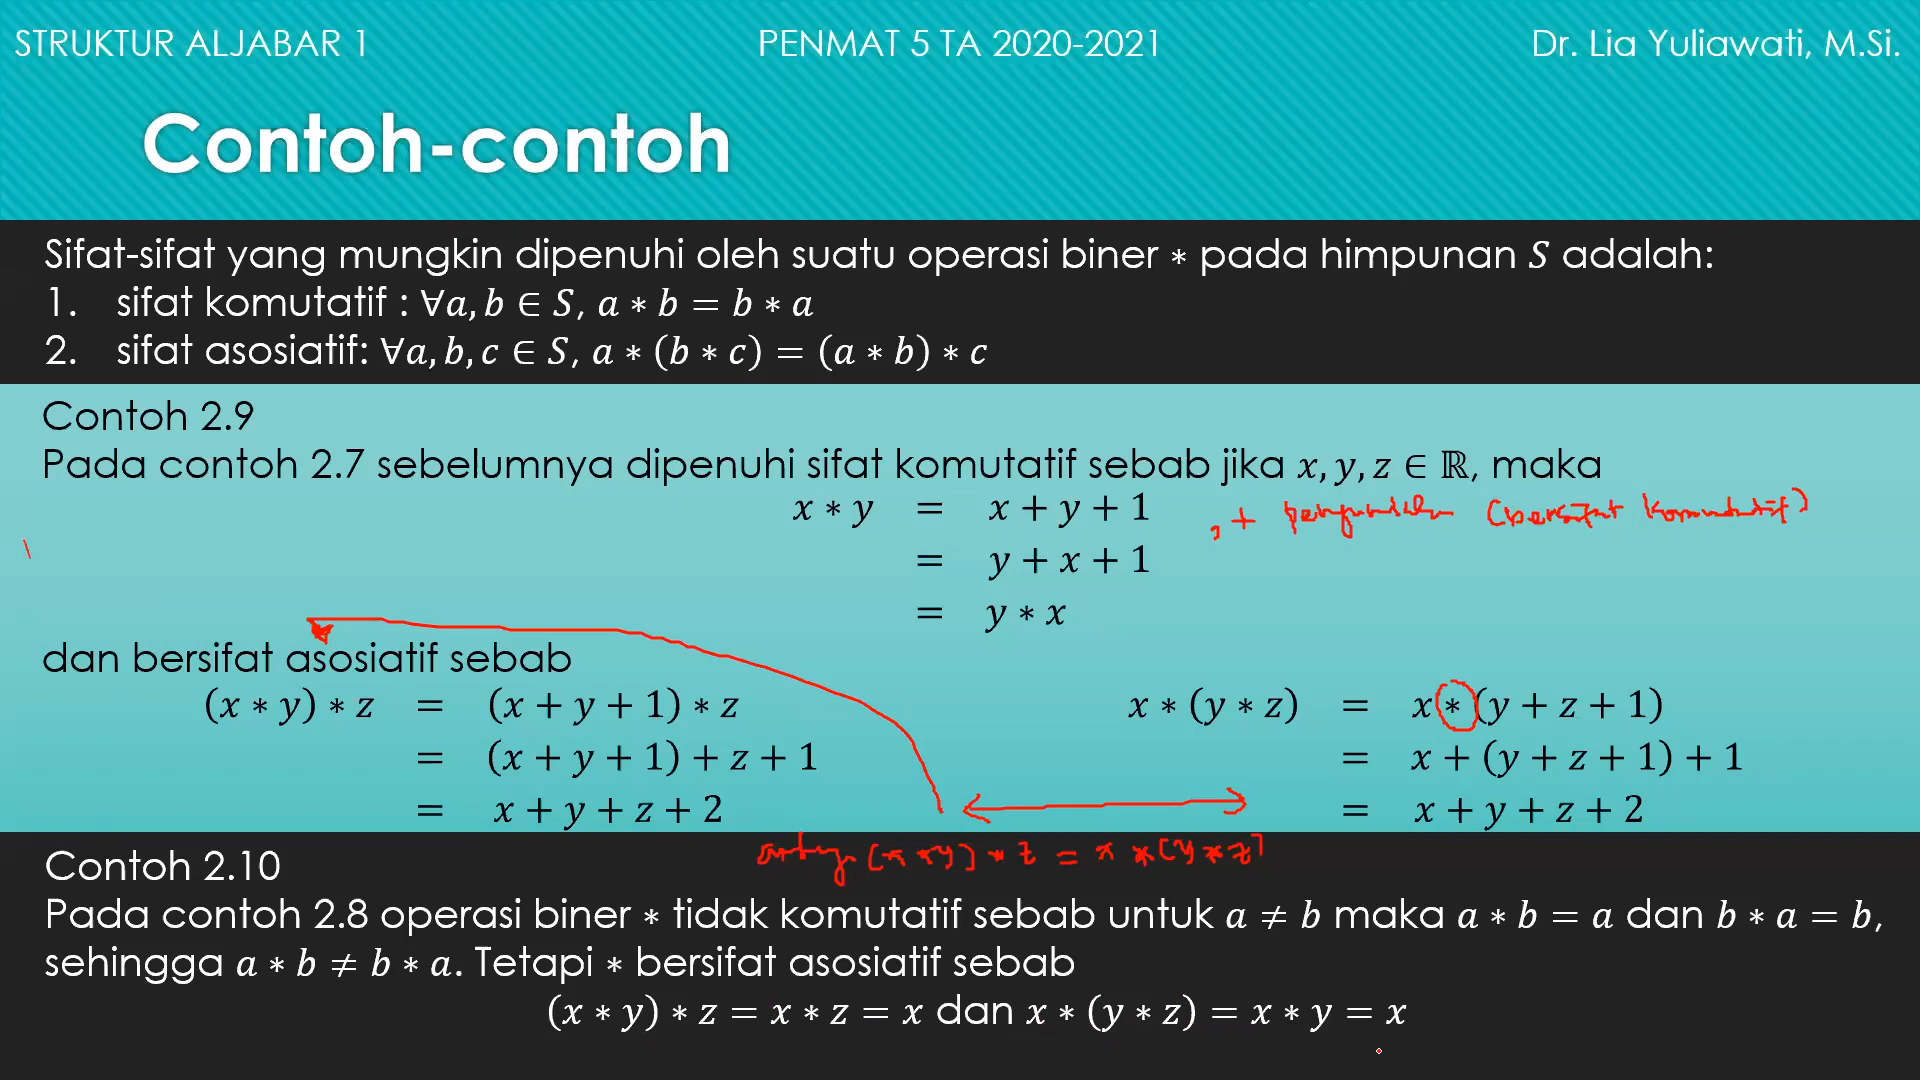 STRUKTUR ALJABAR 1 PENMAT 5 TA 2020-2021 Dr. Lia Yuliawati, M.Si.
Contoh-contoh
Sifat-sifat yang mungkin dipenuhi oleh suatu operasi biner ∗ pada himpunan S adalah:
1. sifat komutatif : ∀a, b ∈ S, a ∗ b = b ∗ a
2. sifat asosiatif: ∀a, b, c ∈ S, a ∗ (b ∗ c) = (a ∗ b) ∗ c
Contoh 2.9
Pada contoh 2.7 sebelumnya dipenuhi sifat komutatif sebab jika x, y, z ∈ ℝ, maka
x ∗ y = x + y + 1 , + (bersifat komutatif)
= y + x + 1
= y ∗ x
dan bersifat asosiatif sebab
(x ∗ y) ∗ z = (x + y + 1) ∗ z x ∗ (y ∗ z) = x ∗ (y + z + 1)
= (x + y + 1) + z + 1 = x + (y + z + 1) + 1
= x + y + z + 2 = x + y + z + 2
(x ∗ y) ∗ z = x ∗ (y ∗ z)
Contoh 2.10
Pada contoh 2.8 operasi biner ∗ tidak komutatif sebab untuk a ≠ b maka a ∗ b = a dan b ∗ a = b,
sehingga a ∗ b ≠ b ∗ a. Tetapi ∗ bersifat asosiatif sebab
(x ∗ y) ∗ z = x ∗ z = x dan x ∗ (y ∗ z) = x ∗ y = x